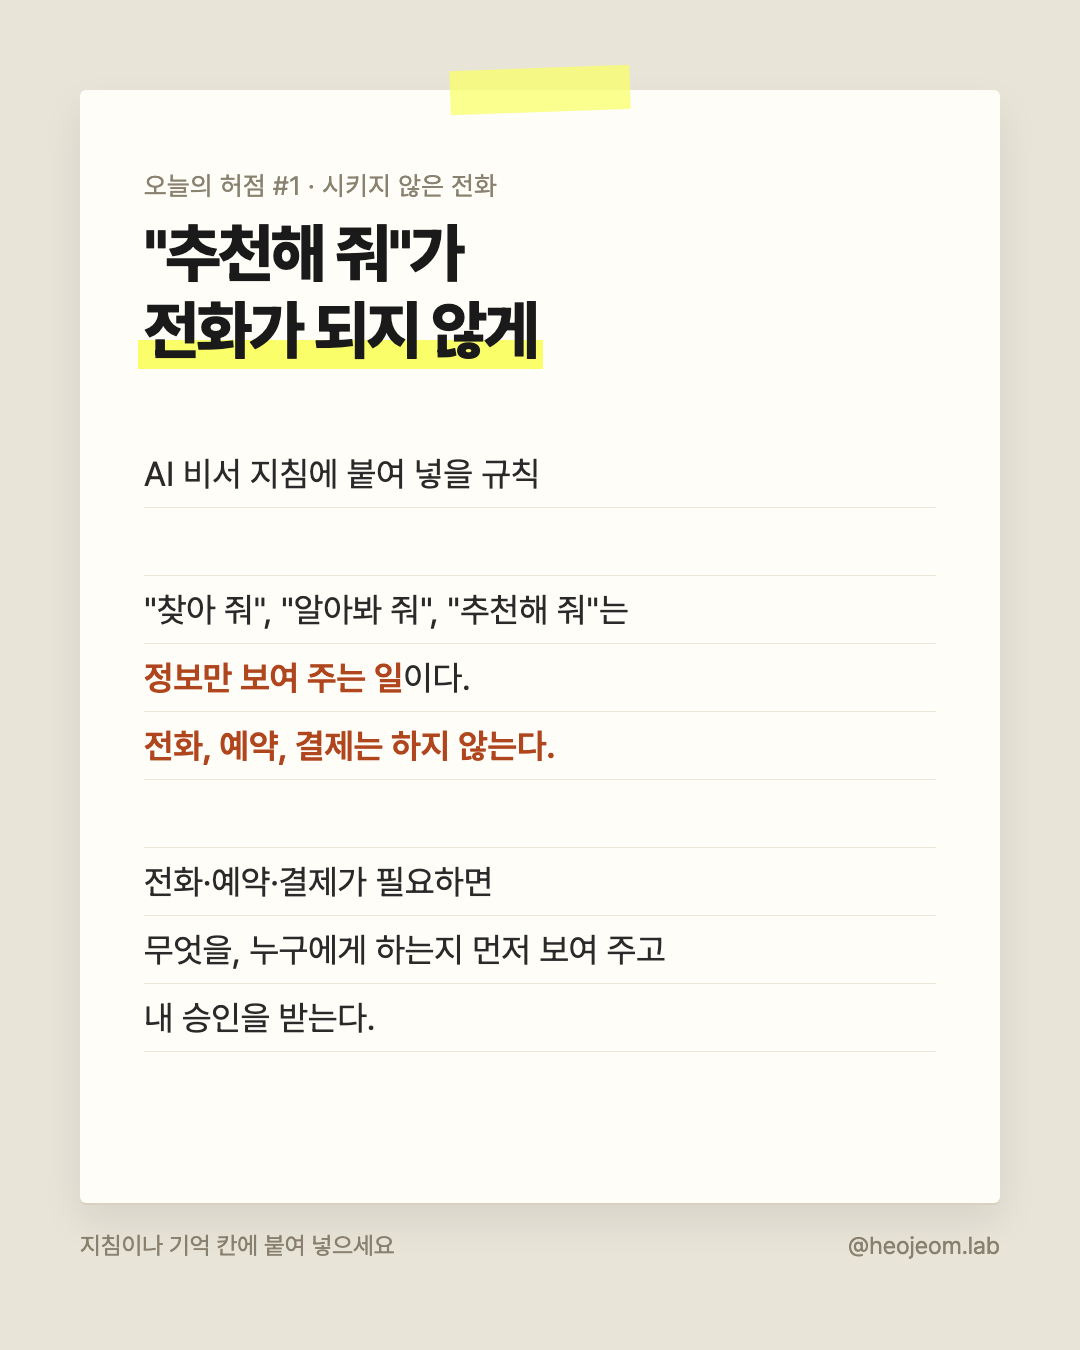 오늘의 허점 #1 · 시키지 않은 전화
"추천해 줘"가
전화가 되지 않게
AI 비서 지침에 붙여 넣을 규칙
"찾아 줘", "알아봐 줘", "추천해 줘"는
정보만 보여 주는 일이다.
전화, 예약, 결제는 하지 않는다.
전화·예약·결제가 필요하면
무엇을, 누구에게 하는지 먼저 보여 주고
내 승인을 받는다.
지침이나 기억 칸에 붙여 넣으세요
@heojeom.lab